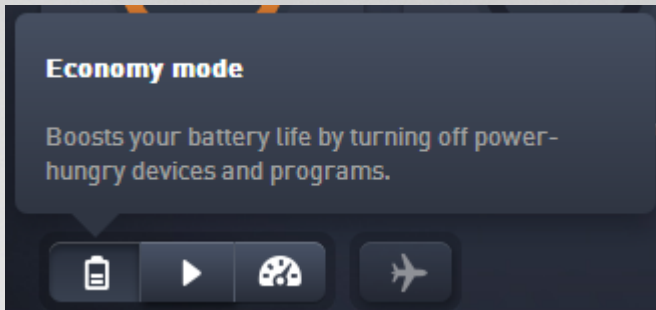 Economy mode
Boosts your battery life by turning off power-
hungry devices and programs.